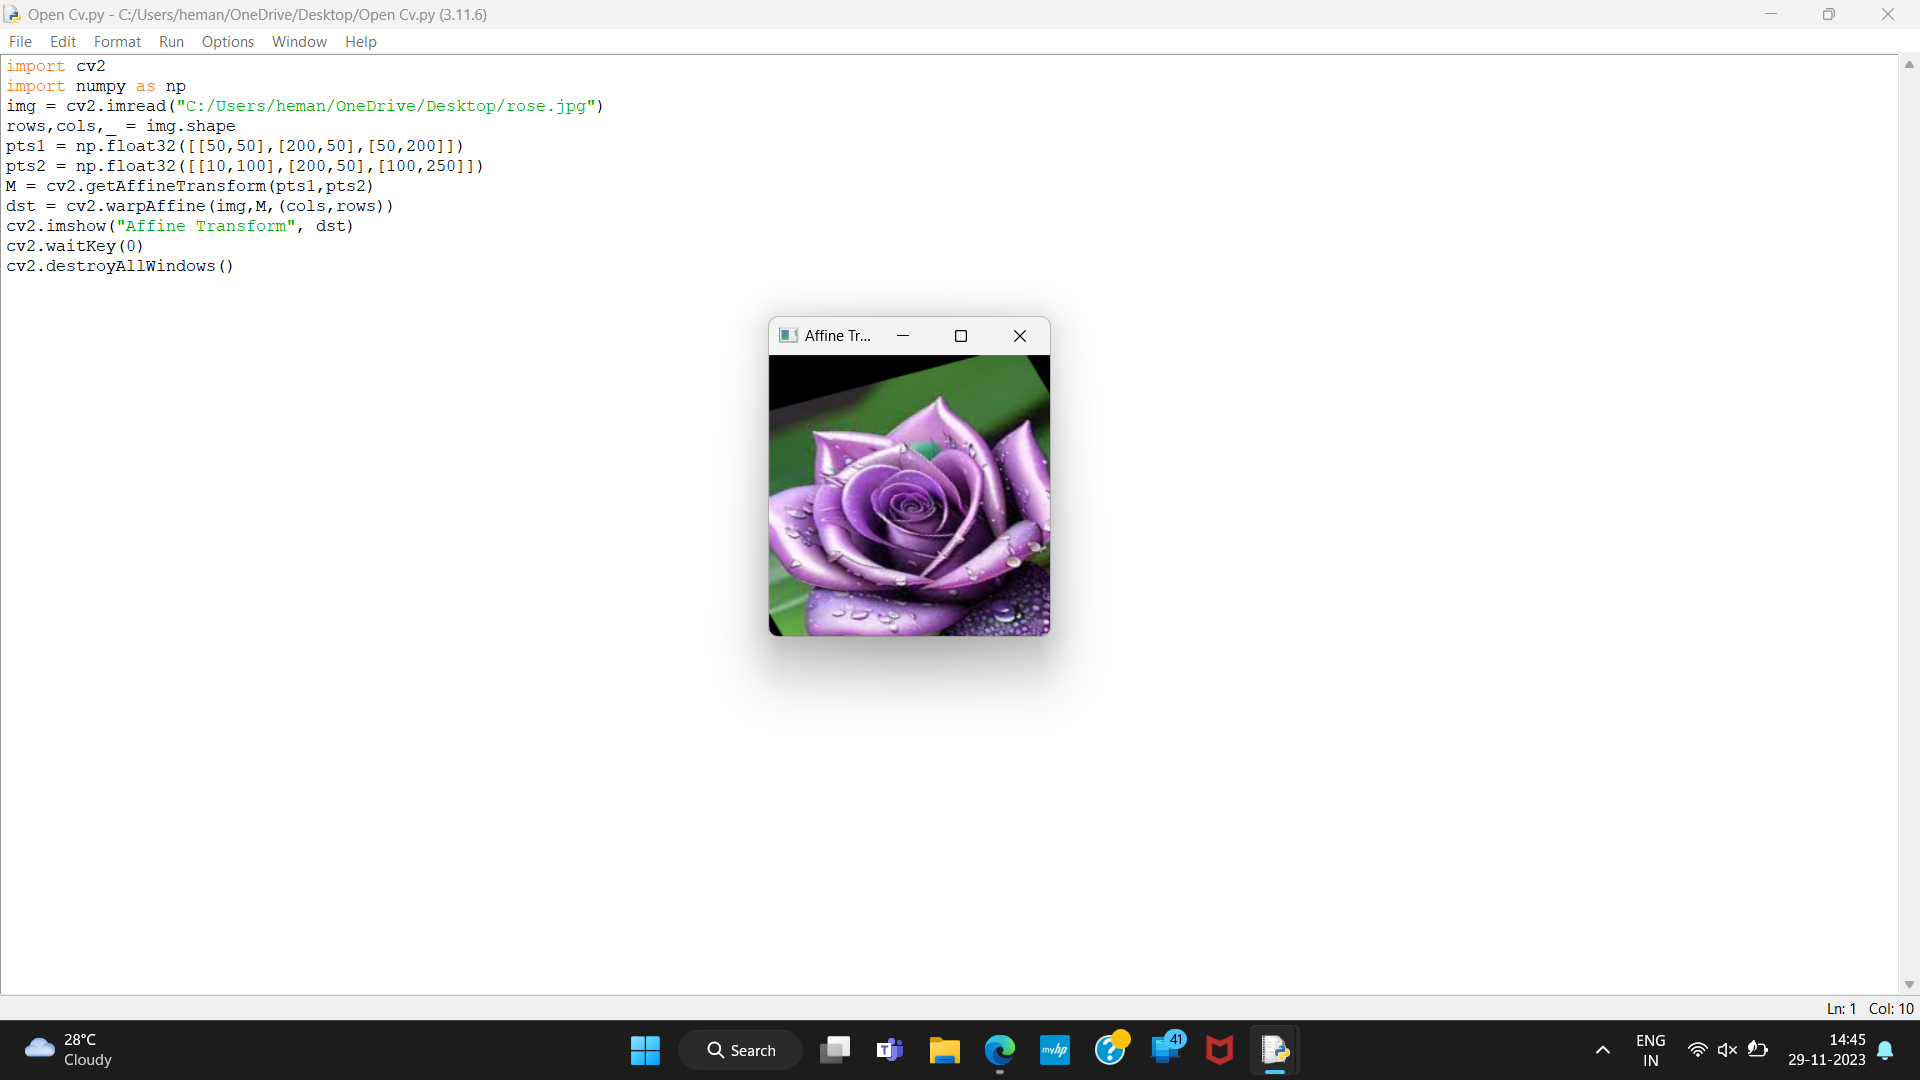 Open Cv.py - C:/Users/heman/OneDrive/Desktop/Open Cv.py (3.11.6)
File Edit Format Run Options Window Help
import cv2
import numpy as np
img = cv2.imread("C:/Users/heman/OneDrive/Desktop/rose.jpg")
rows,cols,_ = img.shape
pts1 = np.float32([[50,50],[200,50],[50,200]])
pts2 = np.float32([[10,100],[200,50],[100,250]])
M = cv2.getAffineTransform(pts1,pts2)
dst = cv2.warpAffine(img,M,(cols,rows))
cv2.imshow("Affine Transform", dst)
cv2.waitKey(0)
cv2.destroyAllWindows()
Affine Tr...
Ln: 1 Col: 10
28°C
Cloudy
Search
T
myhp
?
41
ENG
IN
14:45
29-11-2023